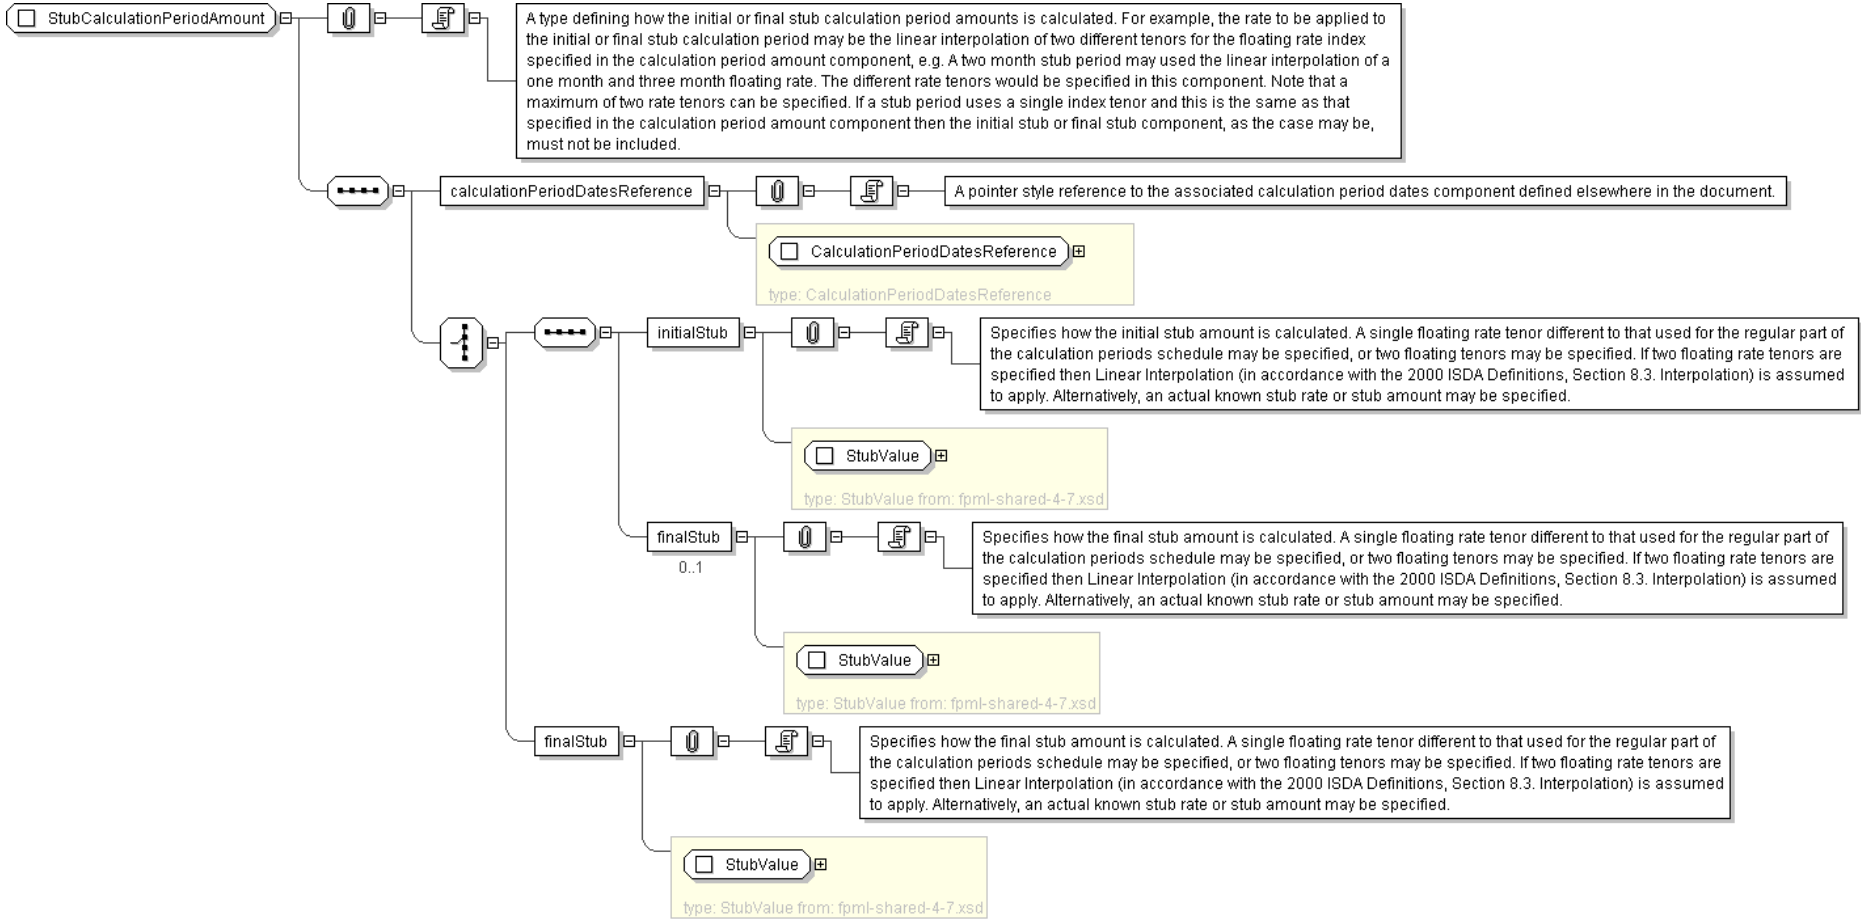 StubCalculationPeriodAmount
A type defining how the initial or final stub calculation period amounts is calculated. For example, the rate to be applied to
the initial or final stub calculation period may be the linear interpolation of two different tenors for the floating rate index
specified in the calculation period amount component, e.g. A two month stub period may used the linear interpolation of a
one month and three month floating rate. The different rate tenors would be specified in this component. Note that a
maximum of two rate tenors can be specified. If a stub period uses a single index tenor and this is the same as that
specified in the calculation period amount component then the initial stub or final stub component, as the case may be,
must not be included.
calculationPeriodDatesReference
A pointer style reference to the associated calculation period dates component defined elsewhere in the document.
CalculationPeriodDatesReference
type: CalculationPeriodDatesReference
initialStub
Specifies how the initial stub amount is calculated. A single floating rate tenor different to that used for the regular part of
the calculation periods schedule may be specified, or two floating tenors may be specified. If two floating rate tenors are
specified then Linear Interpolation (in accordance with the 2000 ISDA Definitions, Section 8.3. Interpolation) is assumed
to apply. Alternatively, an actual known stub rate or stub amount may be specified.
StubValue
type: StubValue from: fpml-shared-4-7.xsd
finalStub
0..1
Specifies how the final stub amount is calculated. A single floating rate tenor different to that used for the regular part of
the calculation periods schedule may be specified, or two floating tenors may be specified. If two floating rate tenors are
specified then Linear Interpolation (in accordance with the 2000 ISDA Definitions, Section 8.3. Interpolation) is assumed
to apply. Alternatively, an actual known stub rate or stub amount may be specified.
StubValue
type: StubValue from: fpml-shared-4-7.xsd
finalStub
Specifies how the final stub amount is calculated. A single floating rate tenor different to that used for the regular part of
the calculation periods schedule may be specified, or two floating tenors may be specified. If two floating rate tenors are
specified then Linear Interpolation (in accordance with the 2000 ISDA Definitions, Section 8.3. Interpolation) is assumed
to apply. Alternatively, an actual known stub rate or stub amount may be specified.
StubValue
type: StubValue from: fpml-shared-4-7.xsd